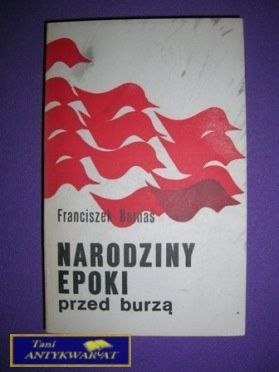 Franciszek Bernaś
NARODZINY
EPOKI
przed burzą
Tani
ANTYKWARIAT